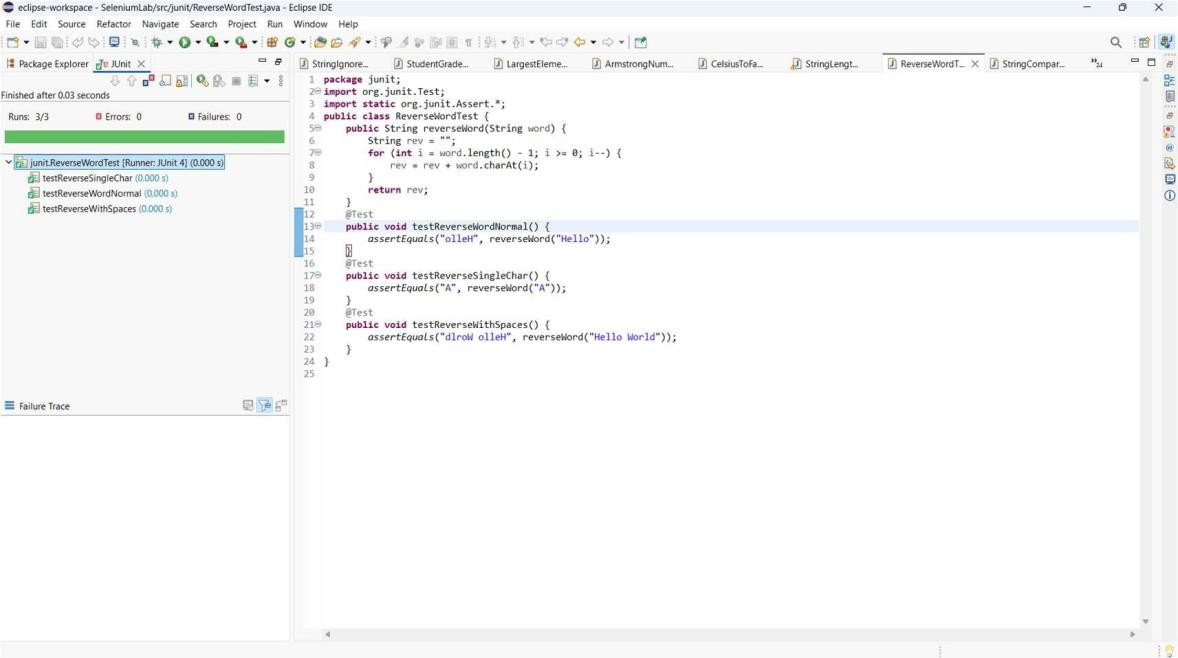 eclipse-workspace - SeleniumLab/src/junit/ReverseWordTest.java - Eclipse IDE
File Edit Source Refactor Navigate Search Project Run Window Help
Package Explorer JUnit
Finished after 0.03 seconds
Runs: 3/3 Errors: 0 Failures: 0
junit.ReverseWordTest [Runner: JUnit 4] (0.000 s)
testReverseSingleChar (0.000 s)
testReverseWordNormal (0.000 s)
testReverseWithSpaces (0.000 s)
Failure Trace
StringIgnore... StudentGrade... LargestEleme... ArmstrongNum... CelsiusToFa... StringLengt... ReverseWordT... StringCompar... »24
1 package junit;
2 import org.junit.Test;
3 import static org.junit.Assert.*;
4 public class ReverseWordTest {
5 public String reverseWord(String word) {
6 String rev = "";
7 for (int i = word.length() - 1; i >= 0; i--) {
8 rev = rev + word.charAt(i);
9 }
10 return rev;
11 }
12 @Test
13 public void testReverseWordNormal() {
14 assertEquals("olleH", reverseWord("Hello"));
15 }
16 @Test
17 public void testReverseSingleChar() {
18 assertEquals("A", reverseWord("A"));
19 }
20 @Test
21 public void testReverseWithSpaces() {
22 assertEquals("dlroW olleH", reverseWord("Hello World"));
23 }
24 }
25